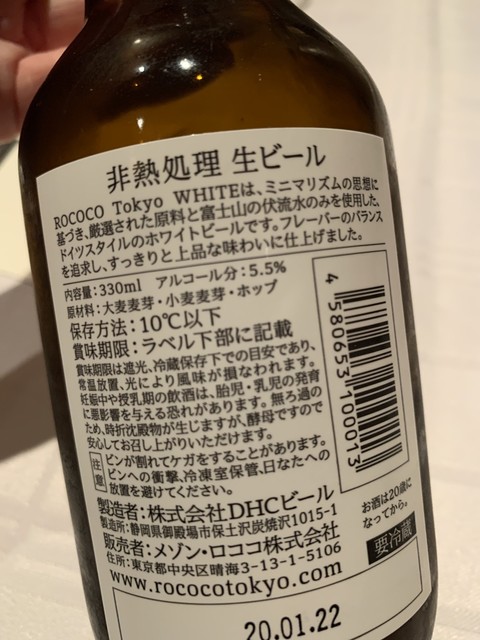 非熱処理 生ビール
ROCOCO Tokyo WHITEは、ミニマリズムの思想に
基づき、厳選された原料と富士山の伏流水のみを使用した、
ドイツスタイルのホワイトビールです。フレーバーのバランス
を追求し、すっきりと上品な味わいに仕上げました。
内容量:330ml アルコール分:5.5%
原材料:大麦麦芽・小麦麦芽・ホップ
保存方法:10℃以下
賞味期限:ラベル下部に記載
賞味期限は遮光、冷蔵保存下での目安であり、
常温放置、光により風味が損なわれます。
妊娠中や授乳期の飲酒は、胎児・乳児の発育
に悪影響を与える恐れがあります。無ろ過の
ため、時折沈殿物が生じますが、酵母ですので
安心してお召し上がりいただけます。
注意 ビンが割れてケガをすることがあります。
ビンへの衝撃、冷凍室保管、日なたへの
放置を避けてください。
製造者:株式会社DHCビール
製造所:静岡県御殿場市保土沢炭焼沢1015-1
販売者:メゾン・ロココ株式会社
住所:東京都中央区晴海3-13-1-5106
www.rococotokyo.com
4 580653 100013
お酒は20歳に
なってから。
要冷蔵
20.01.22